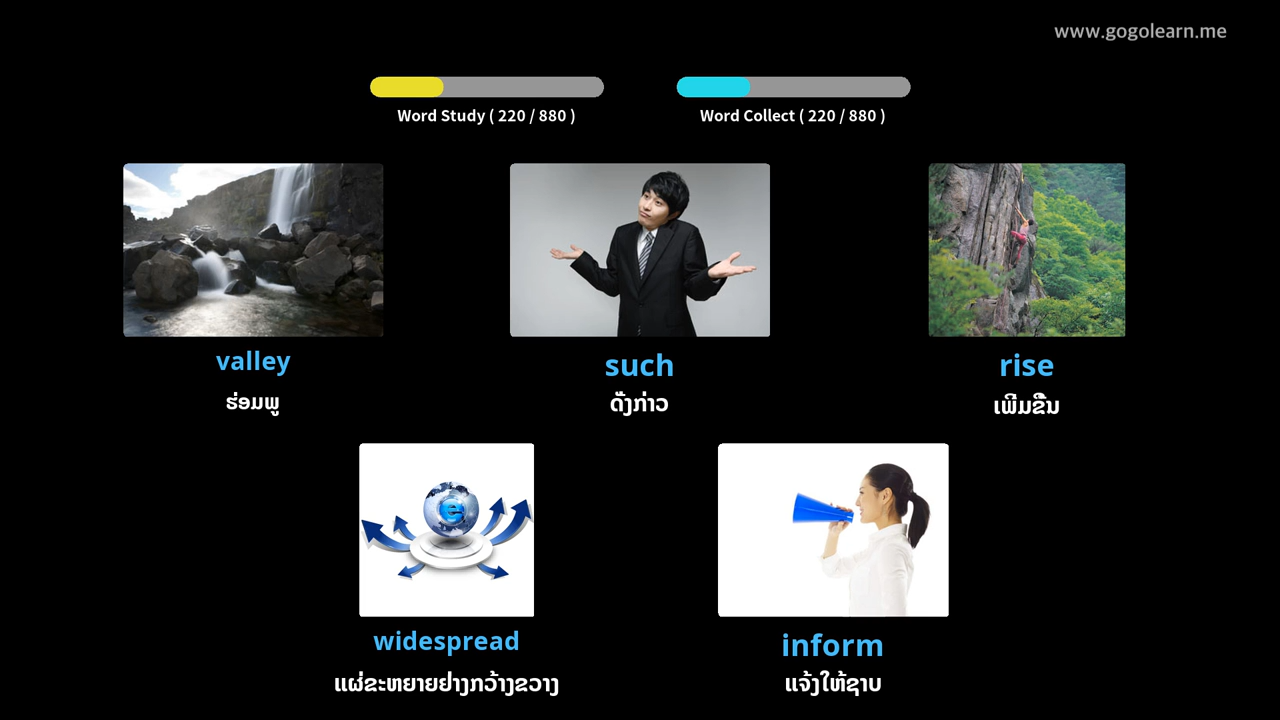 www.gogolearn.me
Word Study ( 220 / 880 )
Word Collect ( 220 / 880 )
valley
ຮ່ອມພູ
such
ດັ່ງກ່າວ
rise
ເພີ່ມຂຶ້ນ
e
widespread
ແຜ່ຂະຫຍາຍຢ່າງກວ້າງຂວາງ
inform
ແຈ້ງໃຫ້ຊາບ